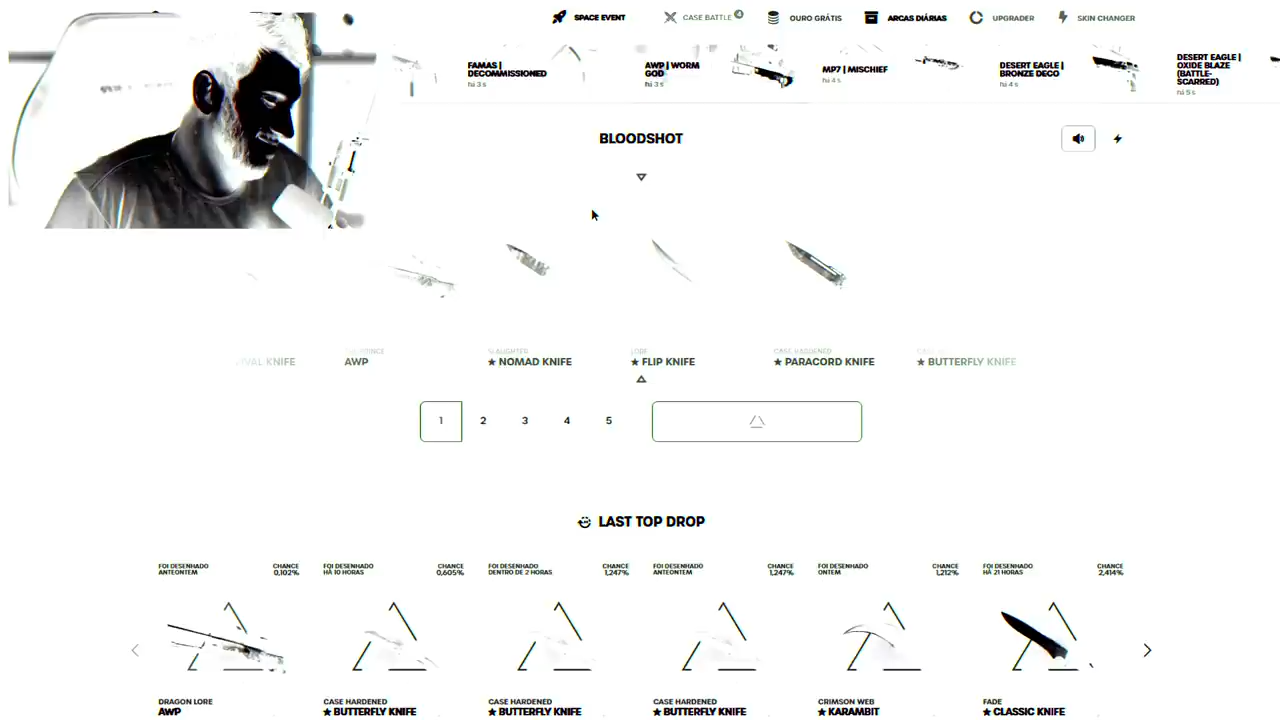 SPACE EVENT
CASE BATTLE 4
OURO GRÁTIS
ARCAS DIÁRIAS
UPGRADER
SKIN CHANGER
FAMAS |
DECOMMISSIONED
há 3 s
AWP | WORM
GOD
há 3 s
MP7 | MISCHIEF
há 4 s
DESERT EAGLE |
BRONZE DECO
há 4 s
DESERT EAGLE |
OXIDE BLAZE
(BATTLE-
SCARRED)
há 5 s
BLOODSHOT
IVAL KNIFE
AWP
SLAUGHTER
★ NOMAD KNIFE
LORE
★ FLIP KNIFE
CASE HARDENED
★ PARACORD KNIFE
★ BUTTERFLY KNIFE
1 2 3 4 5
LAST TOP DROP
FOI DESENHADO
ANTEONTEM
CHANCE
0,102%
FOI DESENHADO
HÁ 10 HORAS
CHANCE
0,605%
FOI DESENHADO
DENTRO DE 2 HORAS
CHANCE
1,247%
FOI DESENHADO
ANTEONTEM
CHANCE
1,247%
FOI DESENHADO
ONTEM
CHANCE
1,212%
FOI DESENHADO
HÁ 21 HORAS
CHANCE
2,414%
DRAGON LORE
AWP
CASE HARDENED
★ BUTTERFLY KNIFE
CASE HARDENED
★ BUTTERFLY KNIFE
CASE HARDENED
★ BUTTERFLY KNIFE
CRIMSON WEB
★ KARAMBIT
FADE
★ CLASSIC KNIFE